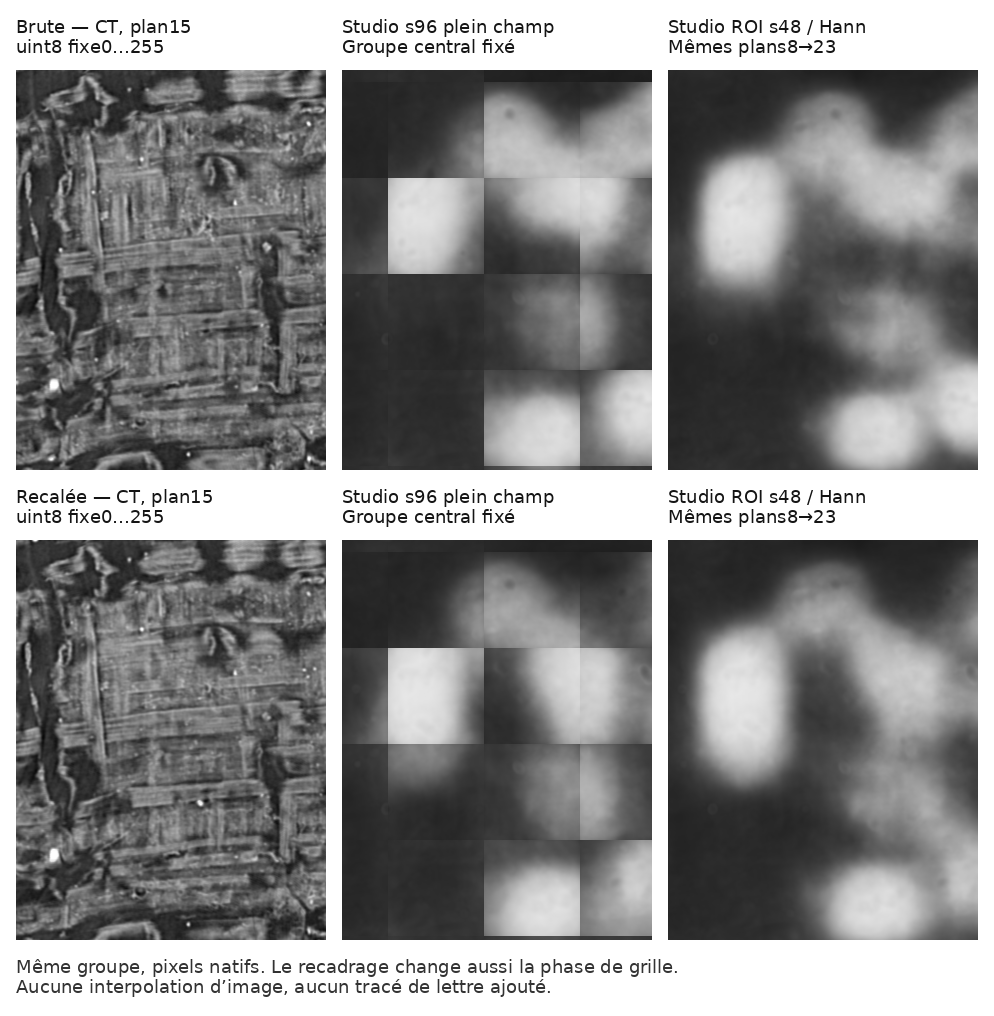 Brute — CT, plan15
uint8 fixe0...255
Studio s96 plein champ
Groupe central fixé
Studio ROI s48 / Hann
Mêmes plans8→23
Recalée — CT, plan15
uint8 fixe0...255
Studio s96 plein champ
Groupe central fixé
Studio ROI s48 / Hann
Mêmes plans8→23
Même groupe, pixels natifs. Le recadrage change aussi la phase de grille.
Aucune interpolation d’image, aucun tracé de lettre ajouté.